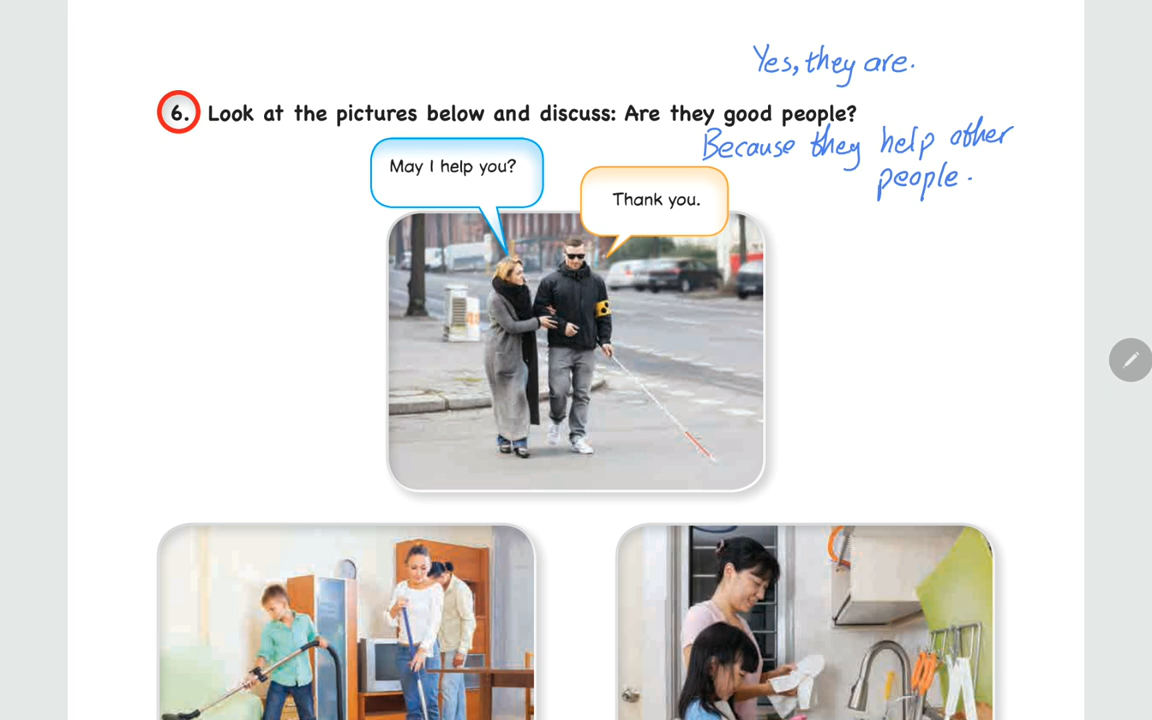 Yes, they are.
6. Look at the pictures below and discuss: Are they good people?
Because they help other
people.
May I help you?
Thank you.